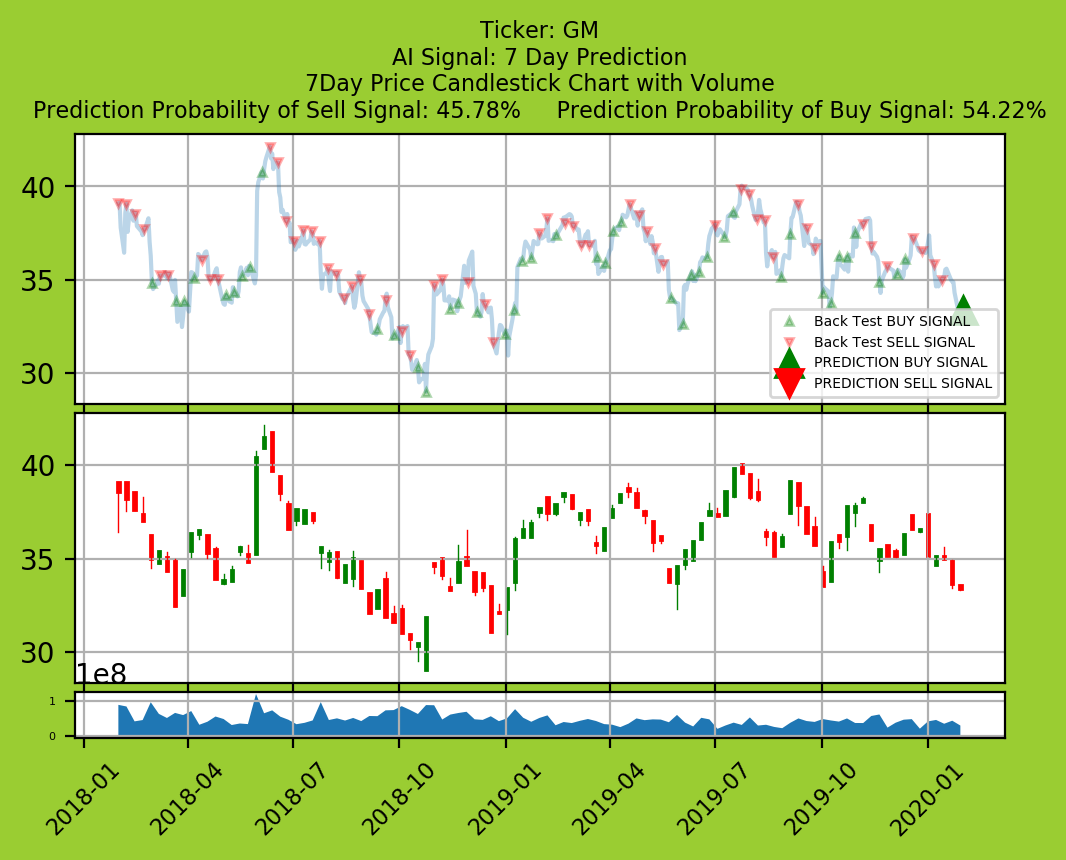 Ticker: GM
AI Signal: 7 Day Prediction
7Day Price Candlestick Chart with Volume
Prediction Probability of Sell Signal: 45.78% Prediction Probability of Buy Signal: 54.22%
40
35
30
Back Test BUY SIGNAL
Back Test SELL SIGNAL
PREDICTION BUY SIGNAL
PREDICTION SELL SIGNAL
40
35
30
1e8
1
0
2018-01
2018-04
2018-07
2018-10
2019-01
2019-04
2019-07
2019-10
2020-01